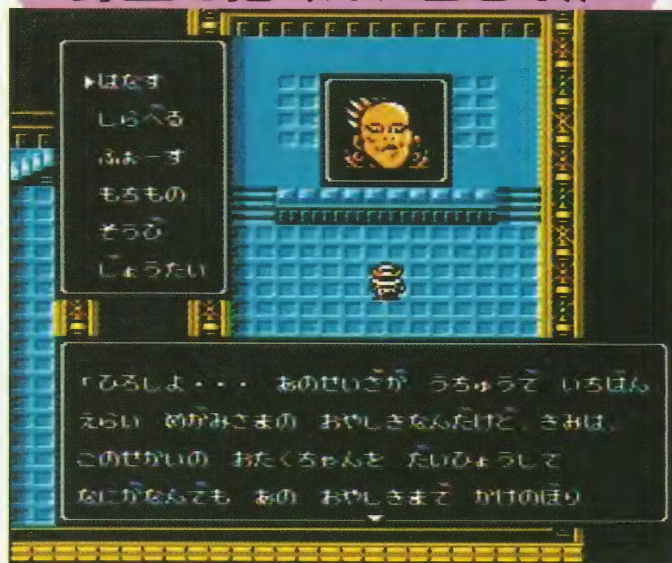 ▶はなす
しらべる
ふぉーす
もちもの
そうび
じょうたい
「ひろしよ・・・ あのせいざが うちゅうで いちばん
えらい めがみさまの おやしきなんだけど、きみは、
このせかいの おたくちゃんを だいひょうして
なにがなんでも あの おやしきまで かけのぼり